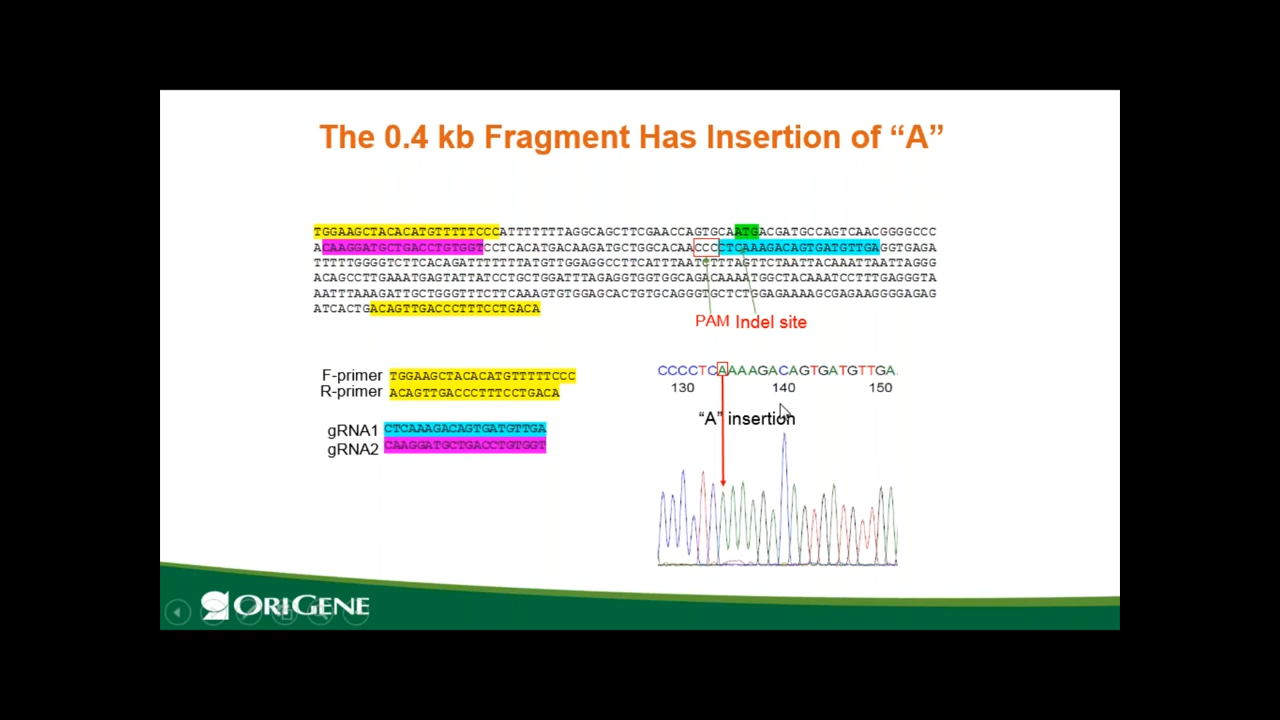 The 0.4 kb Fragment Has Insertion of “A”
TGGAAGCTACACATGTTTTTCCCATTTTTTTAGGCAGCTTCGAACCAGTGCAATGACGATGCCAGTCAACGGGGCCC
ACAAGGATGCTGACCTGTGGTCCTCACATGACAAGATGCTGGCACAACCCCTCAAAGACAGTGATGTTGAGGTGAGA
TTTTTGGGGTCTTCACAGATTTTTTTATGTTGGAGGCCTTCATTTAATCTTTAGTTCTAATTACAAATTAATTAGGG
ACAGCCTTGAAATGAGTATTATCCTGCTGGATTTAGAGGTGGTGGCAGACAAAATGGCTACAAATCCTTTGAGGGTA
AATTTAAAGATTGCTGGGTTTCTTCAAAGTGTGGAGCACTGTGCAGGGTGCTCTGGAGAAAAGCGAGAAGGGGAGAG
ATCACTGACAGTTGACCCTTTCCTGACA
PAM Indel site
F-primer TGGAAGCTACACATGTTTTTCCC
R-primer ACAGTTGACCCTTTCCTGACA
gRNA1 CTCAAAGACAGTGATGTTGA
gRNA2 CAAGGATGCTGACCTGTGGT
CCCCTCAAAAGACAGTGATGTTGA.
130 140 150
“A” insertion
ORIGENE